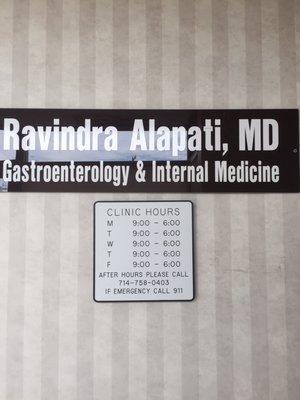 Ravindra Alapati, MD
Gastroenterology & Internal Medicine
CLINIC HOURS
M 9:00 - 6:00
T 9:00 - 6:00
W 9:00 - 6:00
T 9:00 - 6:00
F 9:00 - 6:00
AFTER HOURS PLEASE CALL
714-758-0403
IF EMERGENCY CALL 911